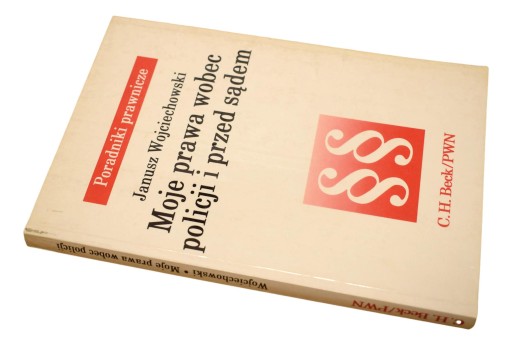 Poradniki prawnicze
Janusz Wojciechowski
Moje prawa wobec
policji i przed sądem
§§
§§
C.H. Beck/PWN
Wojciechowski • Moje prawa wobec policji
C.H. Beck/PWN